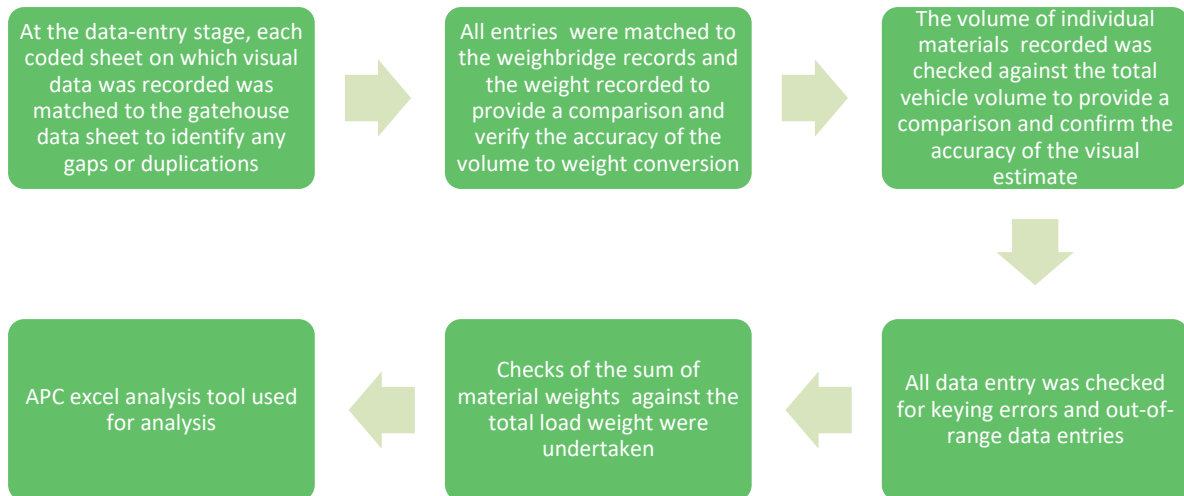 At the data-entry stage, each
coded sheet on which visual
data was recorded was
matched to the gatehouse
data sheet to identify any
gaps or duplications
All entries were matched to
the weighbridge records and
the weight recorded to
provide a comparison and
verify the accuracy of the
volume to weight conversion
The volume of individual
materials recorded was
checked against the total
vehicle volume to provide a
comparison and confirm the
accuracy of the visual
estimate
All data entry was checked
for keying errors and out-of-
range data entries
Checks of the sum of
material weights against the
total load weight were
undertaken
APC excel analysis tool used
for analysis